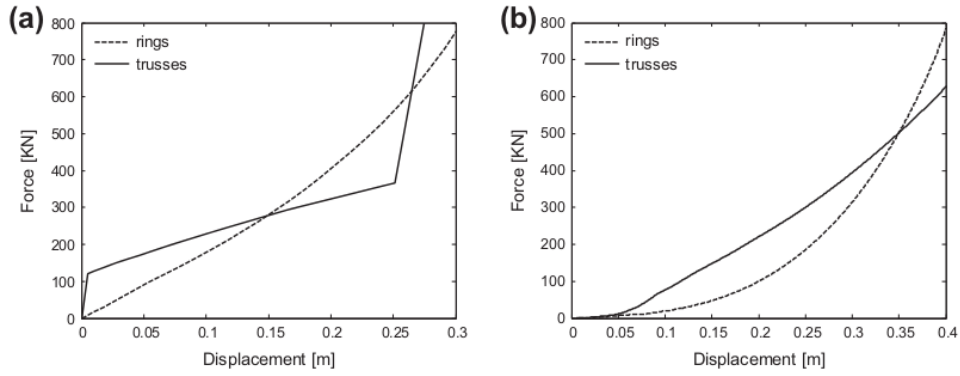 (a)
800
700
600
500
400
300
200
100
0
Force [KN]
rings
trusses
0 0.05 0.1 0.15 0.2 0.25 0.3
Displacement [m]
(b)
800
700
600
500
400
300
200
100
0
Force [KN]
rings
trusses
0 0.05 0.1 0.15 0.2 0.25 0.3 0.35 0.4
Displacement [m]